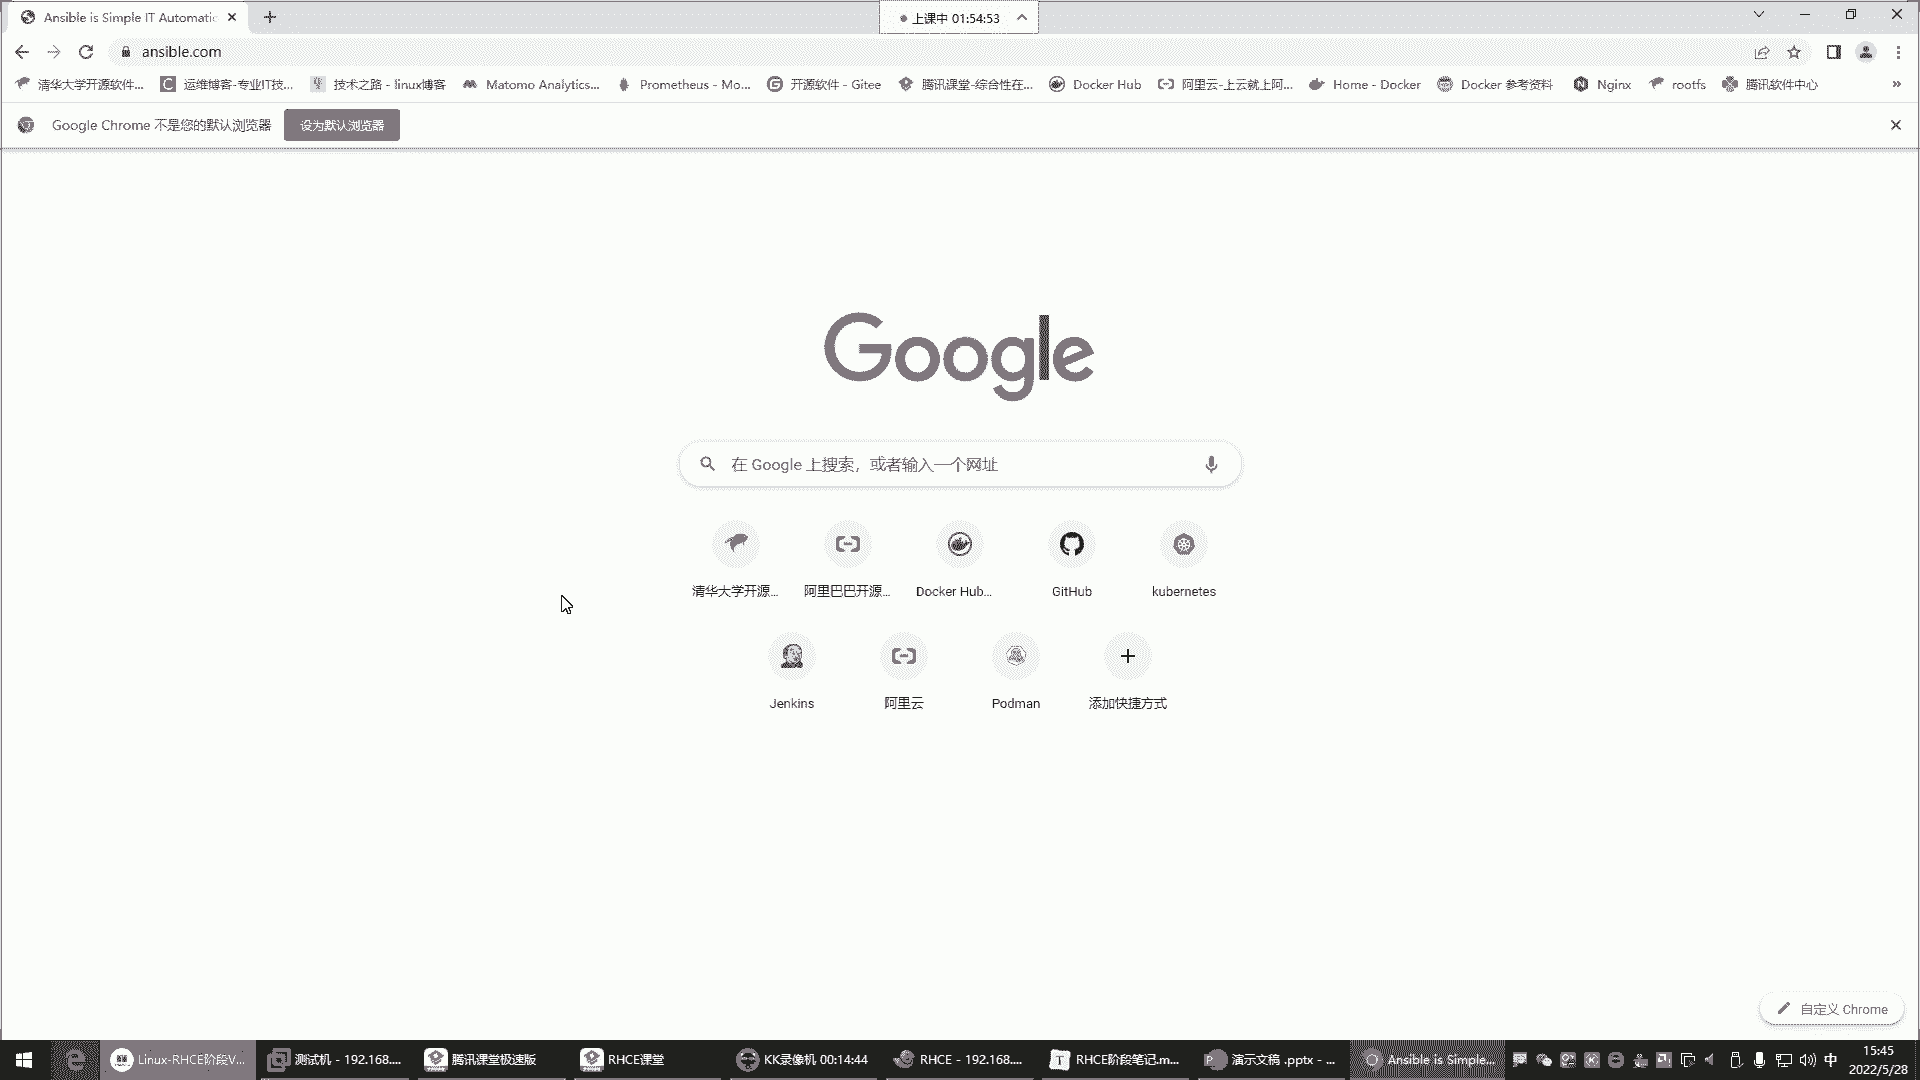 Ansible is Simple IT Automatic
上课中 01:54:53
ansible.com
清华大学开源软件...
运维博客-专业IT技...
技术之路 - linux博客
Matomo Analytics...
Prometheus - Mo...
开源软件 - Gitee
腾讯课堂-综合性在...
Docker Hub
阿里云-上云就上阿...
Home - Docker
Docker 参考资料
Nginx
rootfs
腾讯软件中心
Google Chrome 不是您的默认浏览器
设为默认浏览器
Google
在 Google 上搜索，或者输入一个网址
清华大学开源...
阿里巴巴开源...
Docker Hub...
GitHub
kubernetes
Jenkins
阿里云
Podman
添加快捷方式
自定义 Chrome
Linux-RHCE阶段V...
测试机 - 192.168....
腾讯课堂极速版
RHCE课堂
KK录像机 00:14:44
RHCE - 192.168....
RHCE阶段笔记.m...
演示文稿 .pptx - ...
Ansible is Simple...
中
15:45
2022/5/28